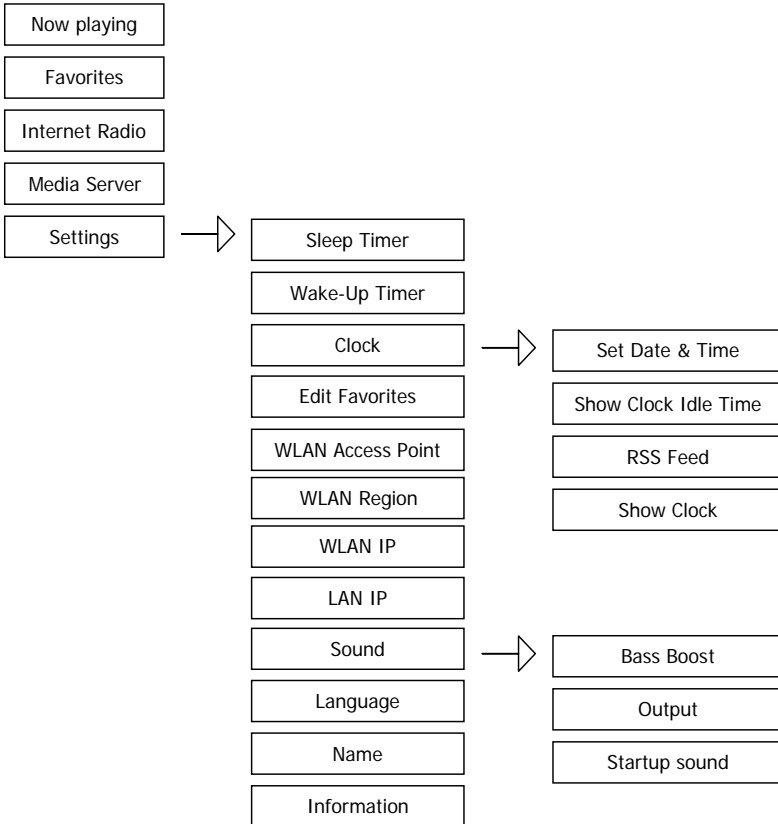 Now playing
Favorites
Internet Radio
Media Server
Settings
Sleep Timer
Wake-Up Timer
Clock
Edit Favorites
WLAN Access Point
WLAN Region
WLAN IP
LAN IP
Sound
Language
Name
Information
Set Date & Time
Show Clock Idle Time
RSS Feed
Show Clock
Bass Boost
Output
Startup sound